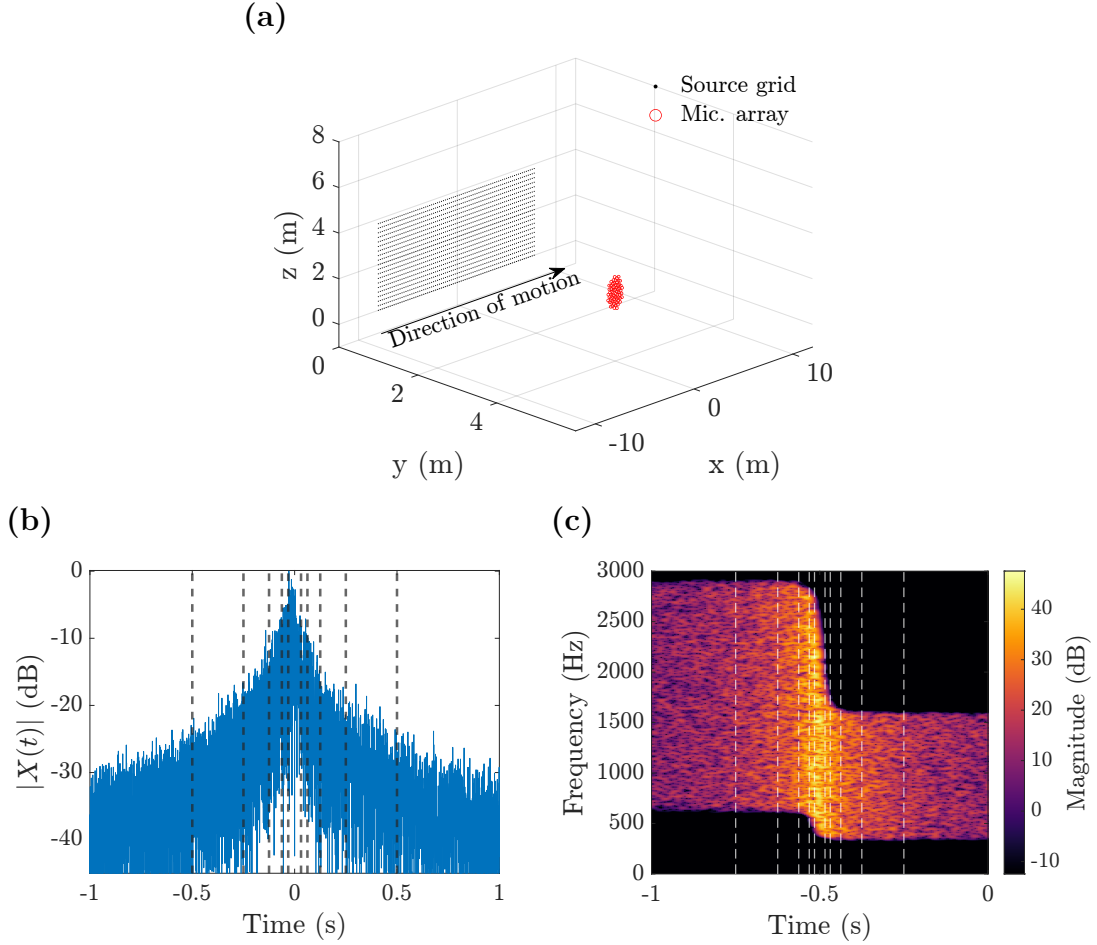 (a)
Source grid
Mic. array
8
6
4
2
0
z (m)
Direction of motion
0
2
4
y (m)
-10
0
10
x (m)
(b)
0
-10
-20
-30
-40
|X(t)| (dB)
-1
-0.5
0
0.5
1
Time (s)
(c)
3000
2500
2000
1500
1000
500
0
Frequency (Hz)
-1
-0.5
0
Time (s)
40
30
20
10
0
-10
Magnitude (dB)